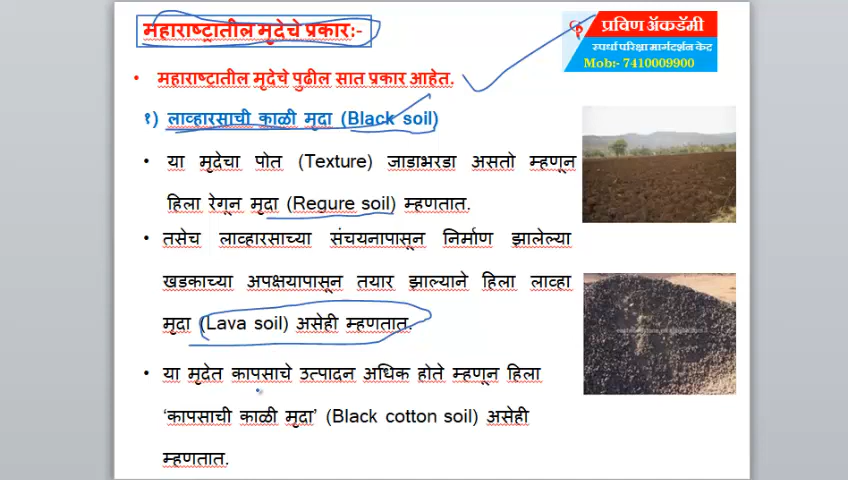 महाराष्ट्रातील मृदेचे प्रकार:-
प्रविण ॲकडॅमी
स्पर्धा परिक्षा मार्गदर्शन केंद्र
Mob:- 7410009900
• महाराष्ट्रातील मृदेचे पुढील सात प्रकार आहेत.
१) लाव्हारसाची काळी मृदा (Black soil)
• या मृदेचा पोत (Texture) जाडाभरडा असतो म्हणून
हिला रेगून मृदा (Regure soil) म्हणतात.
• तसेच लाव्हारसाच्या संचयनापासून निर्माण झालेल्या
खडकाच्या अपक्षयापासून तयार झाल्याने हिला लाव्हा
मृदा (Lava soil) असेही म्हणतात.
• या मृदेत कापसाचे उत्पादन अधिक होते म्हणून हिला
‘कापसाची काळी मृदा’ (Black cotton soil) असेही
म्हणतात.